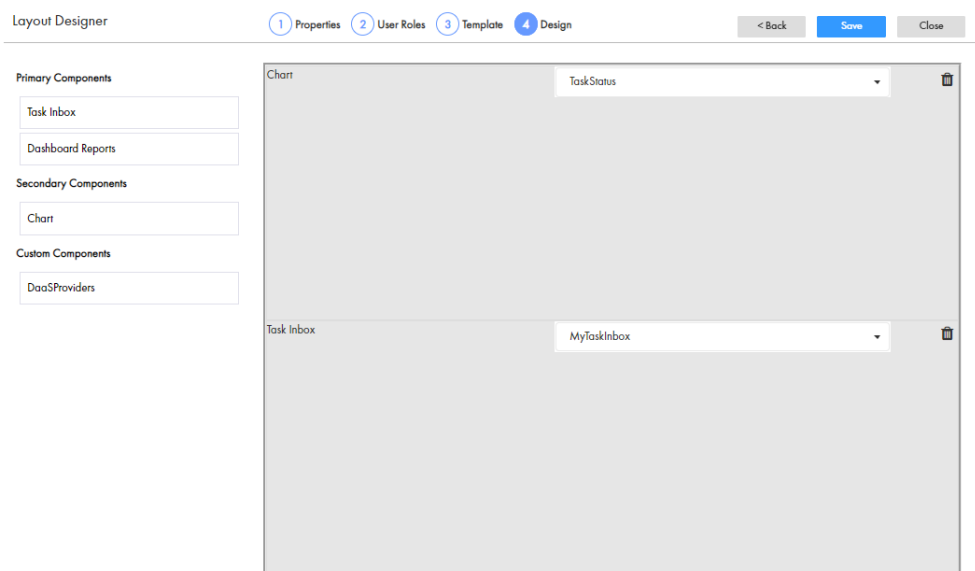 Layout Designer
1 Properties 2 User Roles 3 Template 4 Design
< Back Save Close
Primary Components
Task Inbox
Dashboard Reports
Secondary Components
Chart
Custom Components
DaaSProviders
Chart TaskStatus
Task Inbox MyTaskInbox